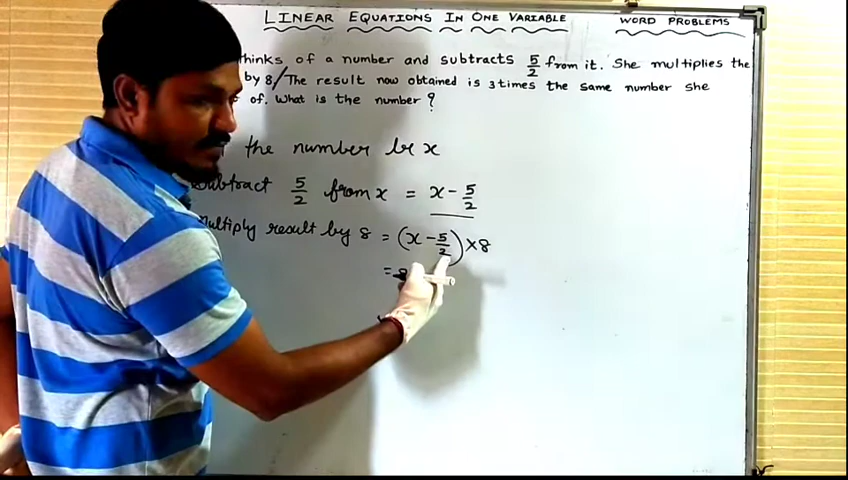 LINEAR EQUATIONS IN ONE VARIABLE
WORD PROBLEMS
thinks of a number and subtracts 5/2 from it. She multiplies the
by 8/ The result now obtained is 3 times the same number she
of. What is the number?
the number be x
Subtract 5/2 from x = x - 5/2
Multiply result by 8 = (x - 5/2) × 8
= 8